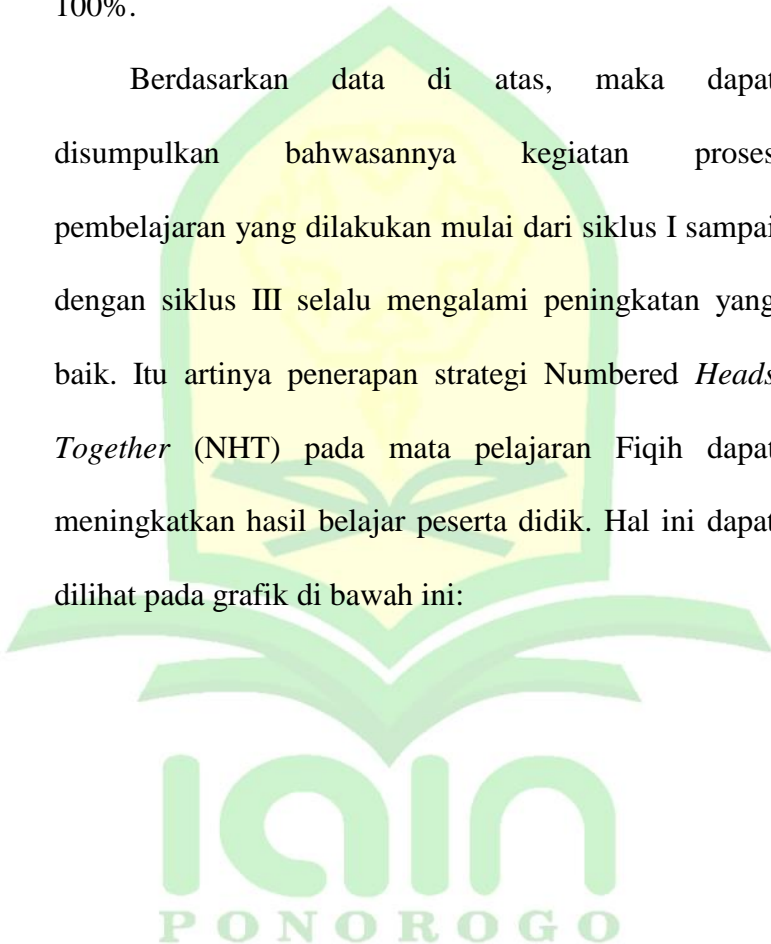 100%.
Berdasarkan data di atas, maka dapat
disumpulkan bahwasannya kegiatan proses
pembelajaran yang dilakukan mulai dari siklus I sampai
dengan siklus III selalu mengalami peningkatan yang
baik. Itu artinya penerapan strategi Numbered Heads
Together (NHT) pada mata pelajaran Fiqih dapat
meningkatkan hasil belajar peserta didik. Hal ini dapat
dilihat pada grafik di bawah ini:
iain
PONOROGO